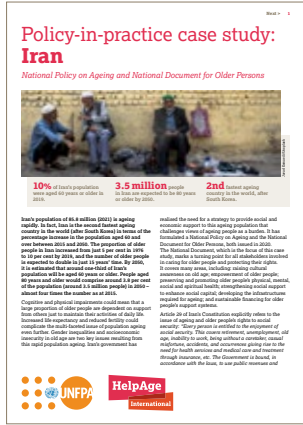 Next > 1
Policy-in-practice case study:
Iran
National Policy on Ageing and National Document for Older Persons
10% of Iran's population
were aged 60 years or older in
2019.
3.5 million people
in Iran are expected to be 80 years
or older by 2050.
2nd fastest ageing
country in the world, after
South Korea.
Iran's population of 85.8 million (2021) is ageing
rapidly. In fact, Iran is the second fastest ageing
country in the world (after South Korea) in terms of the
percentage increase in the population aged 60 and
over between 2015 and 2050. The proportion of older
people in Iran increased from just 5 per cent in 1976
to 10 per cent by 2019, and the number of older people
is expected to double in just 15 years' time. By 2050,
it is estimated that around one-third of Iran's
population will be aged 60 years or older. People aged
80 years and older would comprise around 3.8 per cent
of the population (around 3.5 million people) in 2050 –
almost four times the number as at 2015.
Cognitive and physical impairments could mean that a
large proportion of older people are dependent on support
from others just to maintain their activities of daily life.
Increased life expectancy and reduced fertility could
complicate the multi-faceted issue of population ageing
even further. Gender inequalities and socioeconomic
insecurity in old age are two key issues resulting from
this rapid population ageing. Iran's government has
realised the need for a strategy to provide social and
economic support to this ageing population that
challenges views of ageing people as a burden. It has
formulated a National Policy on Ageing and the National
Document for Older Persons, both issued in 2020.
The National Document, which is the focus of this case
study, marks a turning point for all stakeholders involved
in caring for older people and protecting their rights.
It covers many areas, including: raising cultural
awareness on old age; empowerment of older people;
preserving and promoting older people's physical, mental,
social and spiritual health; strengthening social support
to enhance social capital; developing the infrastructures
required for ageing; and sustainable financing for older
people's support systems.
Article 29 of Iran's Constitution explicitly refers to the
issue of ageing and older people's rights to social
security: "Every person is entitled to the enjoyment of
social security. This covers retirement, unemployment, old
age, inability to work, being without a caretaker, casual
misfortune, accidents, and occurrences giving rise to the
need for health services and medical care and treatment
through insurance, etc. The Government is bound, in
accordance with the laws, to use public revenues and
UNFPA
HelpAge
International